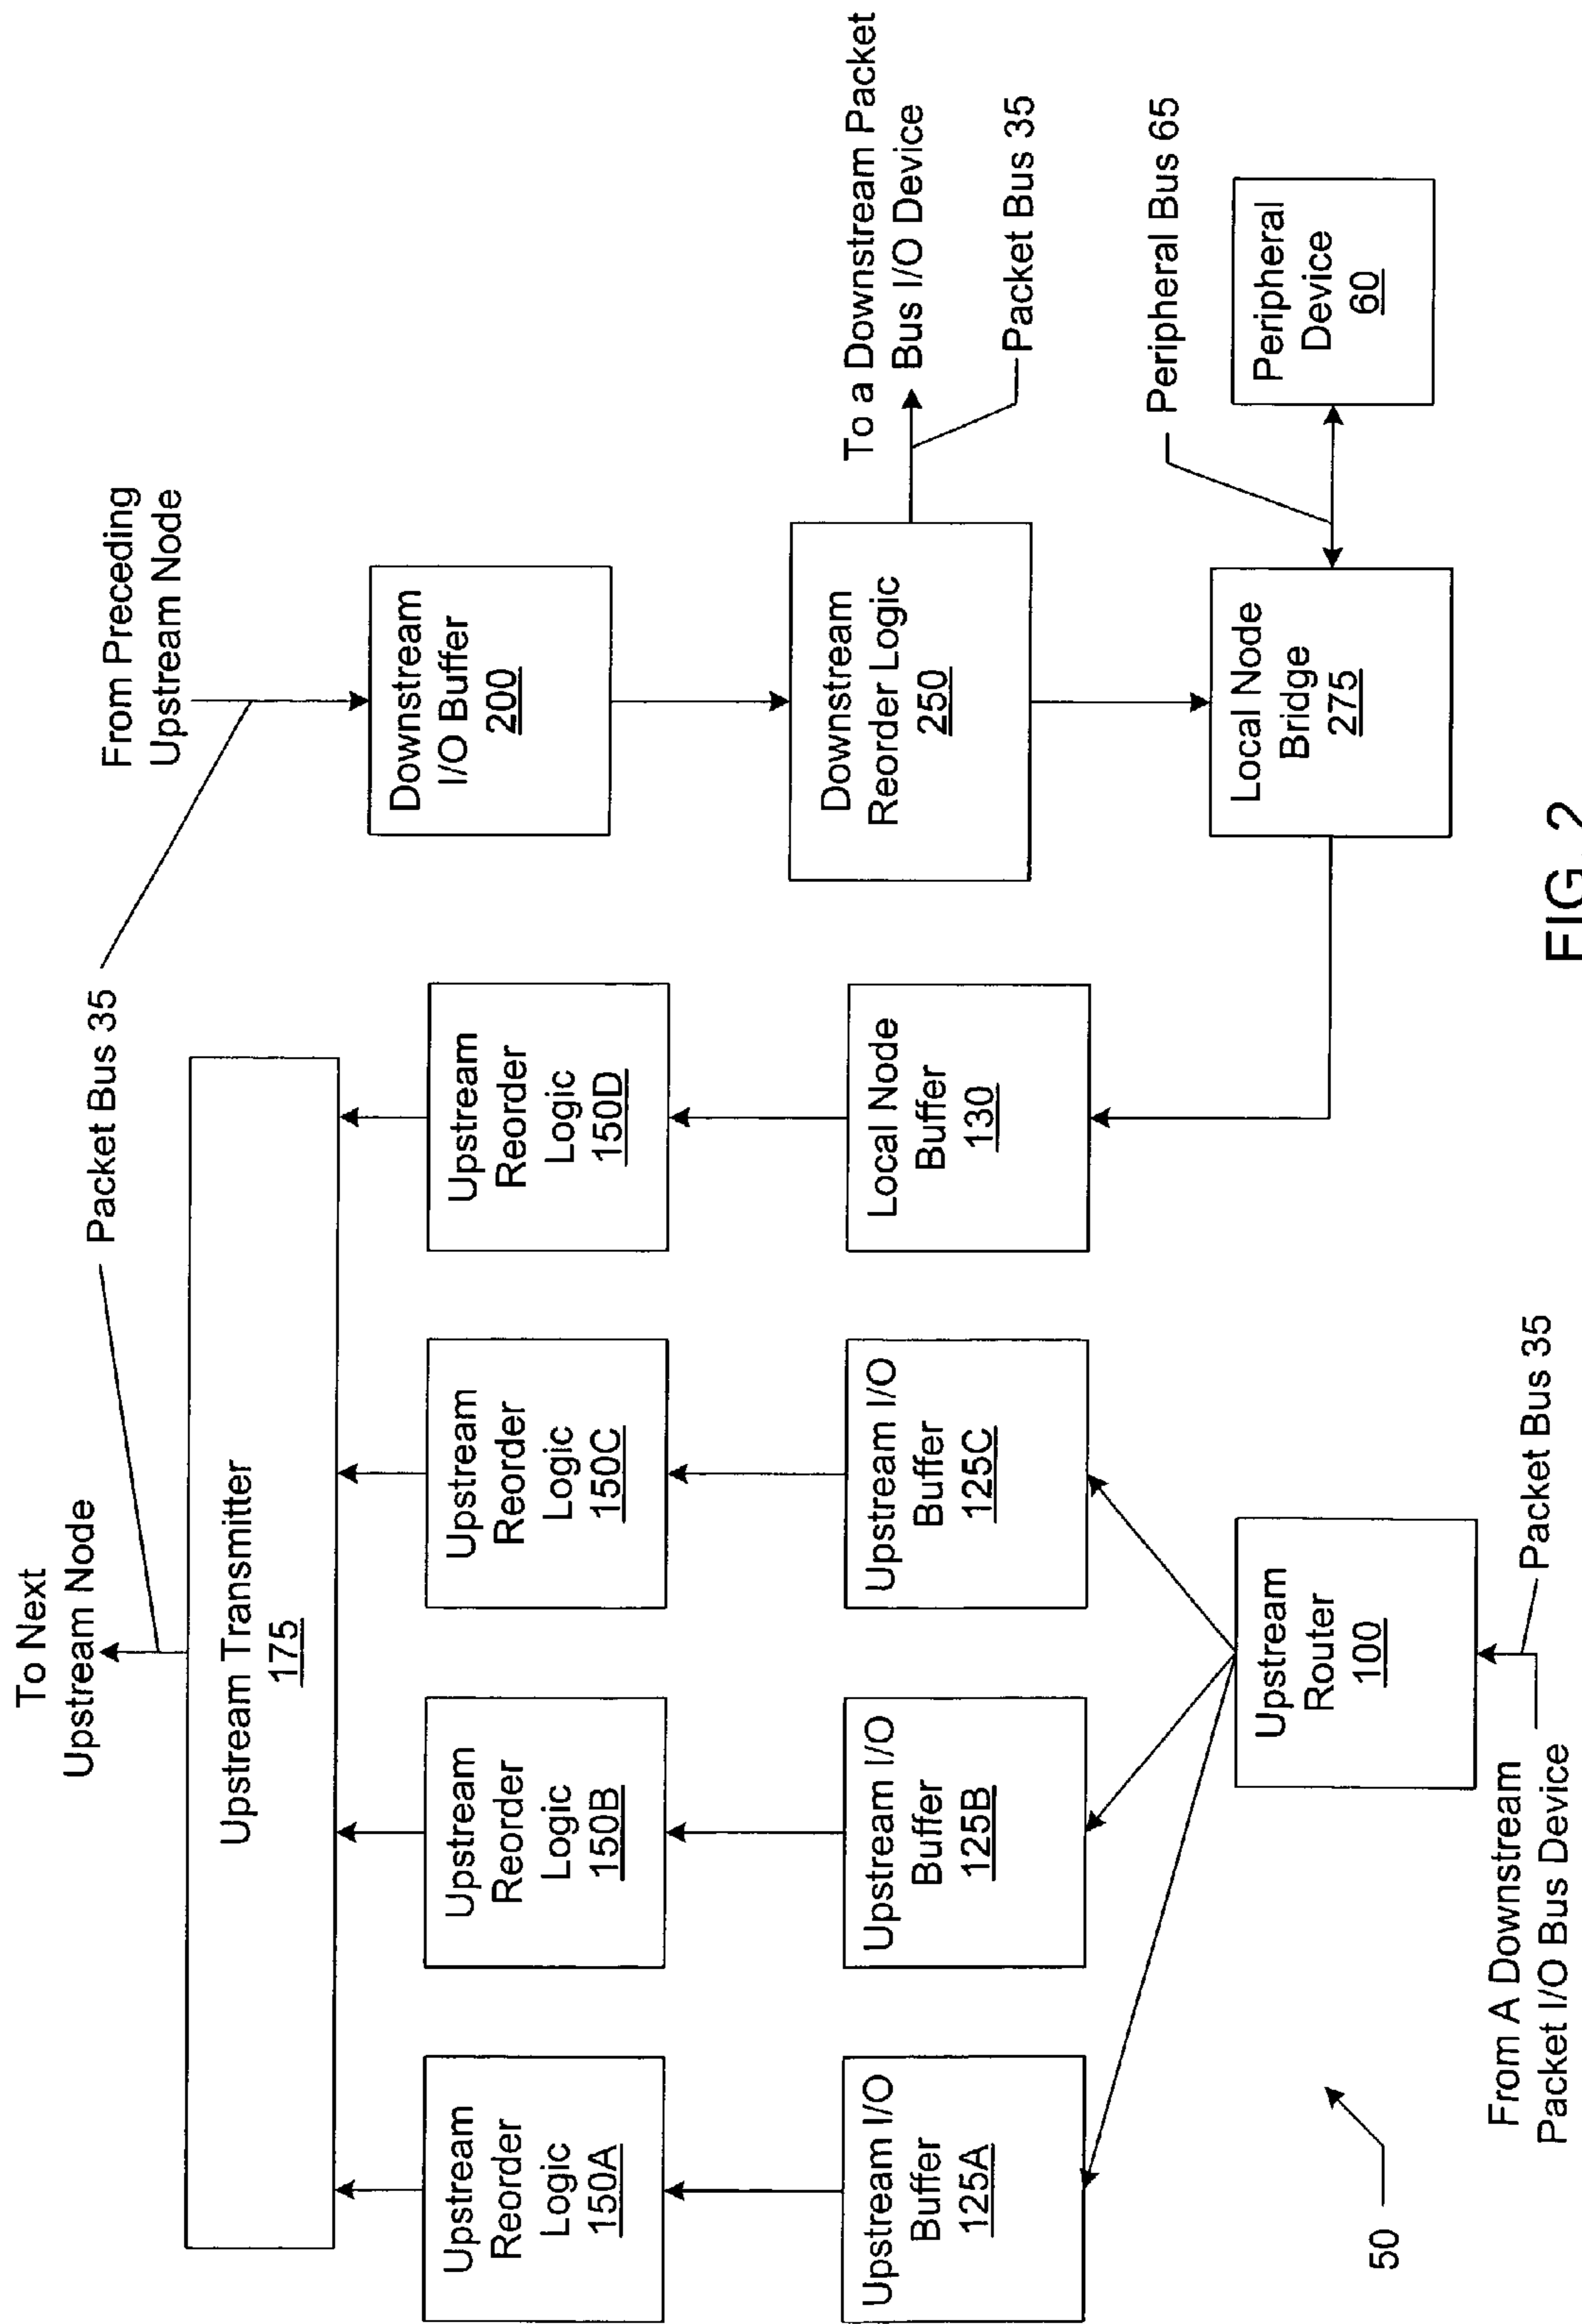 To Next
Upstream Node
Packet Bus 35
From Preceding
Upstream Node
Upstream Transmitter
175
Upstream
Reorder
Logic
150A
Upstream
Reorder
Logic
150B
Upstream
Reorder
Logic
150C
Upstream
Reorder
Logic
150D
Downstream
I/O Buffer
200
Upstream I/O
Buffer
125A
Upstream I/O
Buffer
125B
Upstream I/O
Buffer
125C
Local Node
Buffer
130
Downstream
Reorder Logic
250
To a Downstream Packet
Bus I/O Device
Packet Bus 35
Peripheral Bus 65
Upstream
Router
100
Local Node
Bridge
275
Peripheral
Device
60
50
From A Downstream
Packet I/O Bus Device
Packet Bus 35
FIG. 2